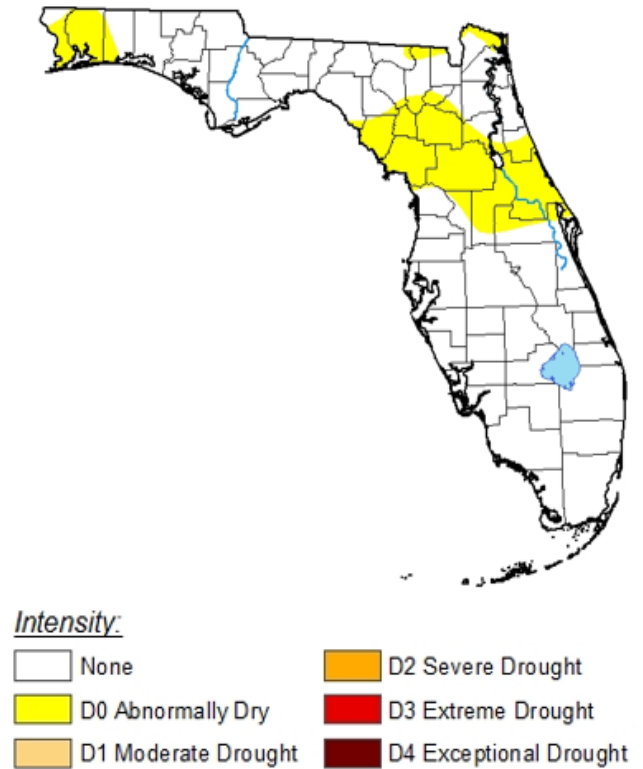 Intensity:
None
D0 Abnormally Dry
D1 Moderate Drought
D2 Severe Drought
D3 Extreme Drought
D4 Exceptional Drought